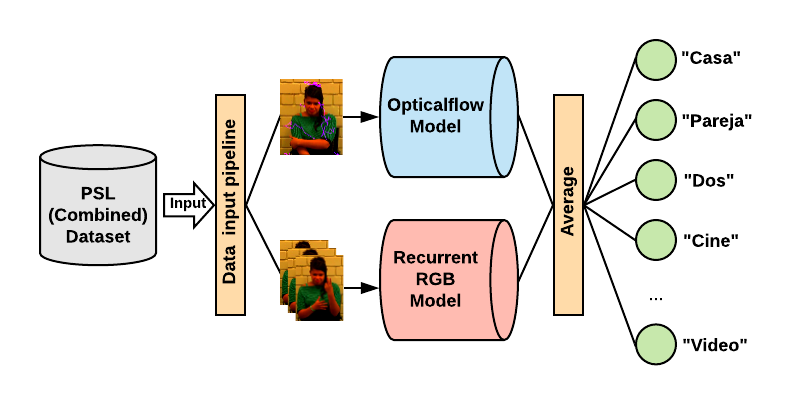 PSL
(Combined)
Dataset
Input
Data input pipeline
Opticalflow
Model
Recurrent
RGB
Model
Average
"Casa"
"Pareja"
"Dos"
"Cine"
...
"Video"